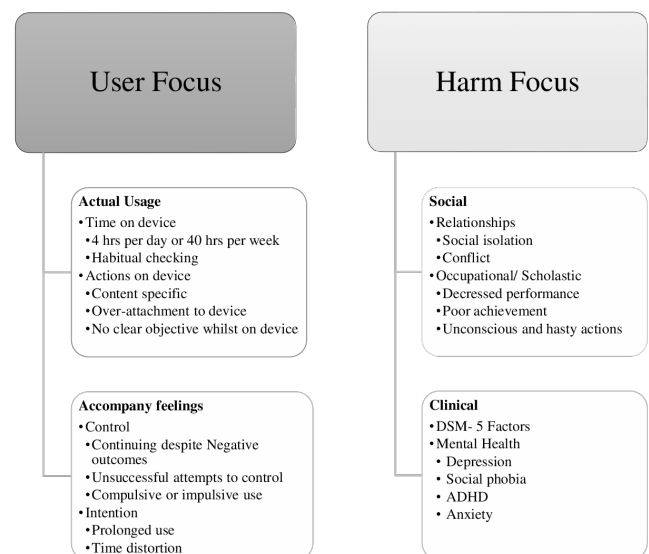 User Focus
Actual Usage
•Time on device
•4 hrs per day or 40 hrs per week
•Habitual checking
•Actions on device
•Content specific
•Over-attachment to device
•No clear objective whilst on device
Accompany feelings
•Control
•Continuing despite Negative
outcomes
•Unsuccessful attempts to control
•Compulsive or impulsive use
•Intention
•Prolonged use
•Time distortion
Harm Focus
Social
•Relationships
•Social isolation
•Conflict
•Occupational/ Scholastic
•Decressed performance
•Poor achievement
•Unconscious and hasty actions
Clinical
•DSM- 5 Factors
•Mental Health
• Depression
• Social phobia
• ADHD
• Anxiety